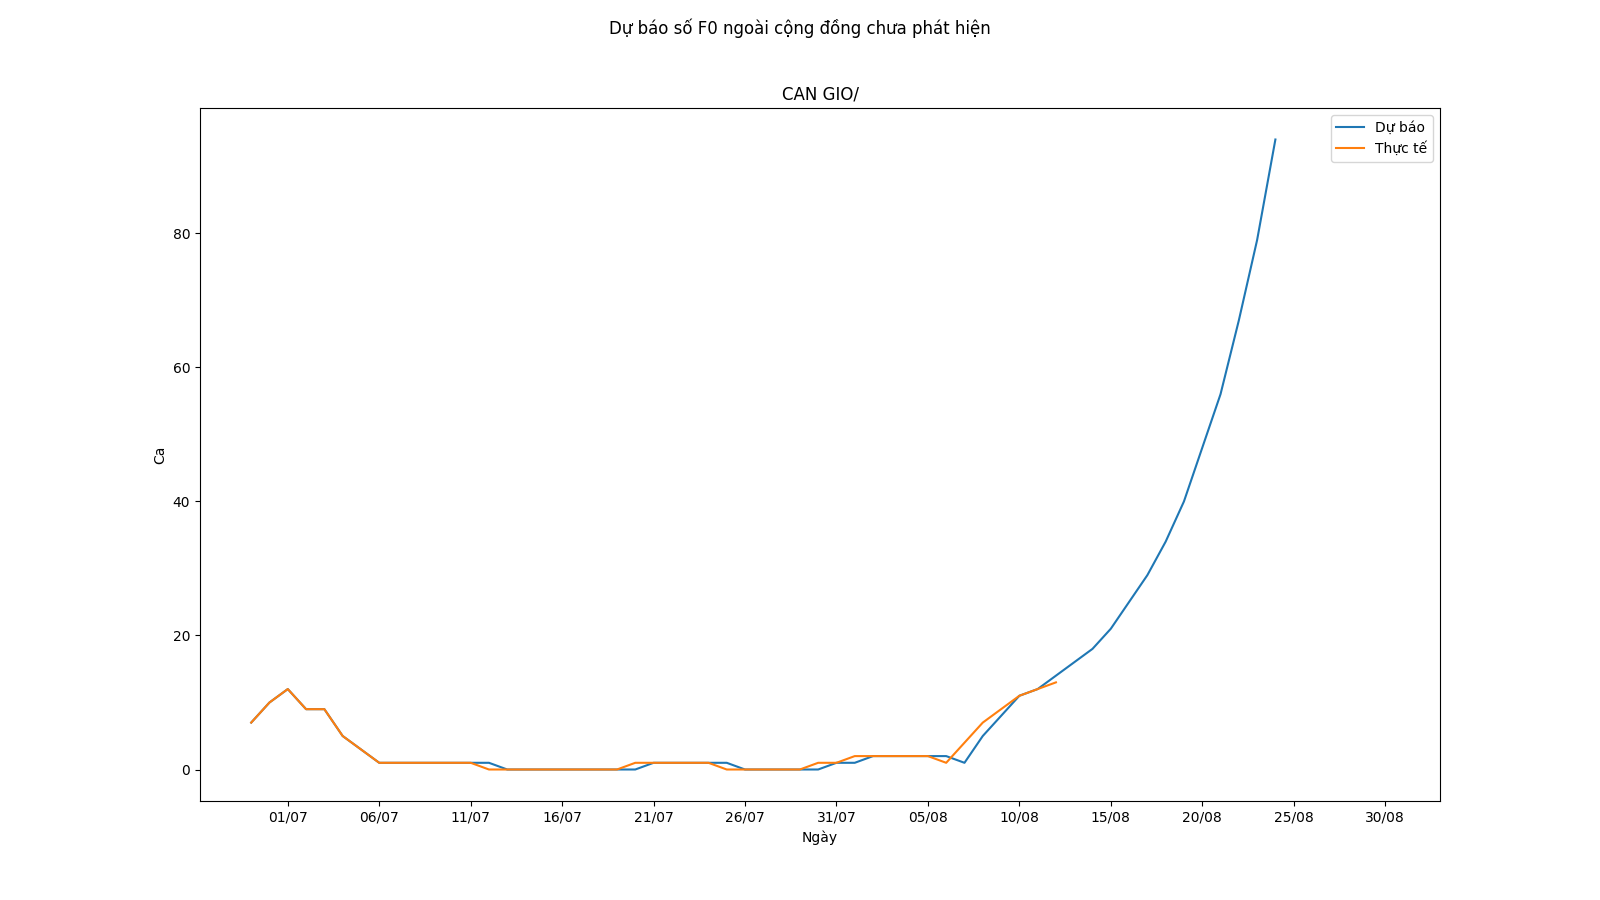 Dự báo số F0 ngoài cộng đồng chưa phát hiện
CAN GIO/
Dự báo
Thực tế
Ca
80
60
40
20
0
01/07 06/07 11/07 16/07 21/07 26/07 31/07 05/08 10/08 15/08 20/08 25/08 30/08
Ngày